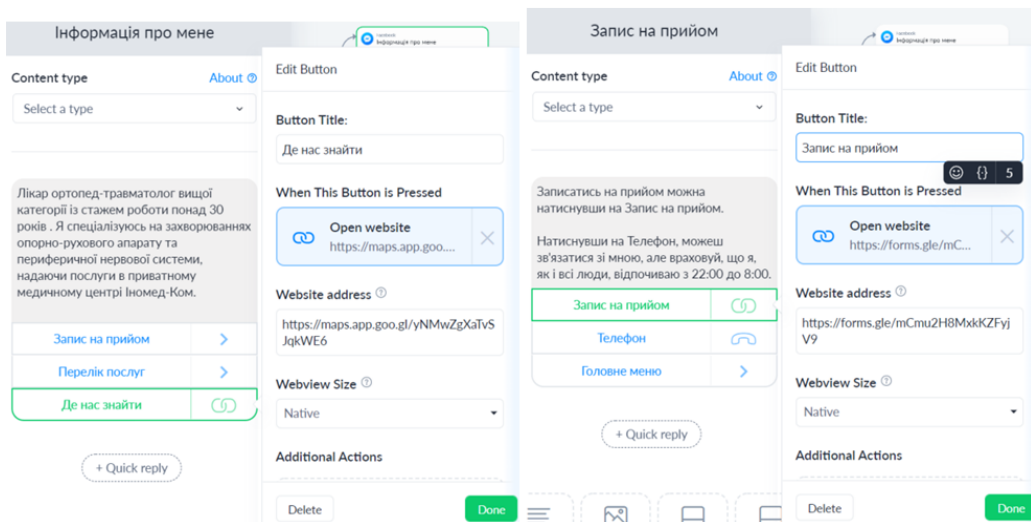 Інформація про мене
Інформація про мене
Content type
About
Select a type
Лікар ортопед-травматолог вищої
категорії із стажем роботи понад 30
років . Я спеціалізуюсь на захворюваннях
опорно-рухового апарату та
периферичної нервової системи,
надаючи послуги в приватному
медичному центрі Іномед-Ком.
Запис на прийом
Перелік послуг
Де нас знайти
+ Quick reply
Edit Button
Button Title:
Де нас знайти
When This Button is Pressed
Open website
https://maps.app.goo....
Website address
https://maps.app.goo.gl/yNMwZgXaTvS
JqkWE6
Webview Size
Native
Additional Actions
Delete
Done
Запис на прийом
Інформація про мене
Content type
About
Select a type
Записатись на прийом можна
натиснувши на Запис на прийом.
Натиснувши на Телефон, можеш
зв'язатися зі мною, але враховуй, що я,
як і всі люди, відпочиваю з 22:00 до 8:00.
Запис на прийом
Телефон
Головне меню
+ Quick reply
Edit Button
Button Title:
Запис на прийом
{} 5
When This Button is Pressed
Open website
https://forms.gle/mC...
Website address
https://forms.gle/mCmu2H8MxkKZFyj
V9
Webview Size
Native
Additional Actions
Delete
Done